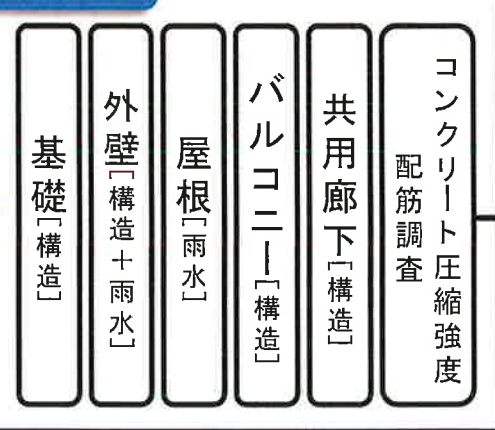 コンクリート圧縮強度
配筋調査
共用廊下［構造］
バルコニー［構造］
屋根［雨水］
外壁［構造＋雨水］
基礎［構造］